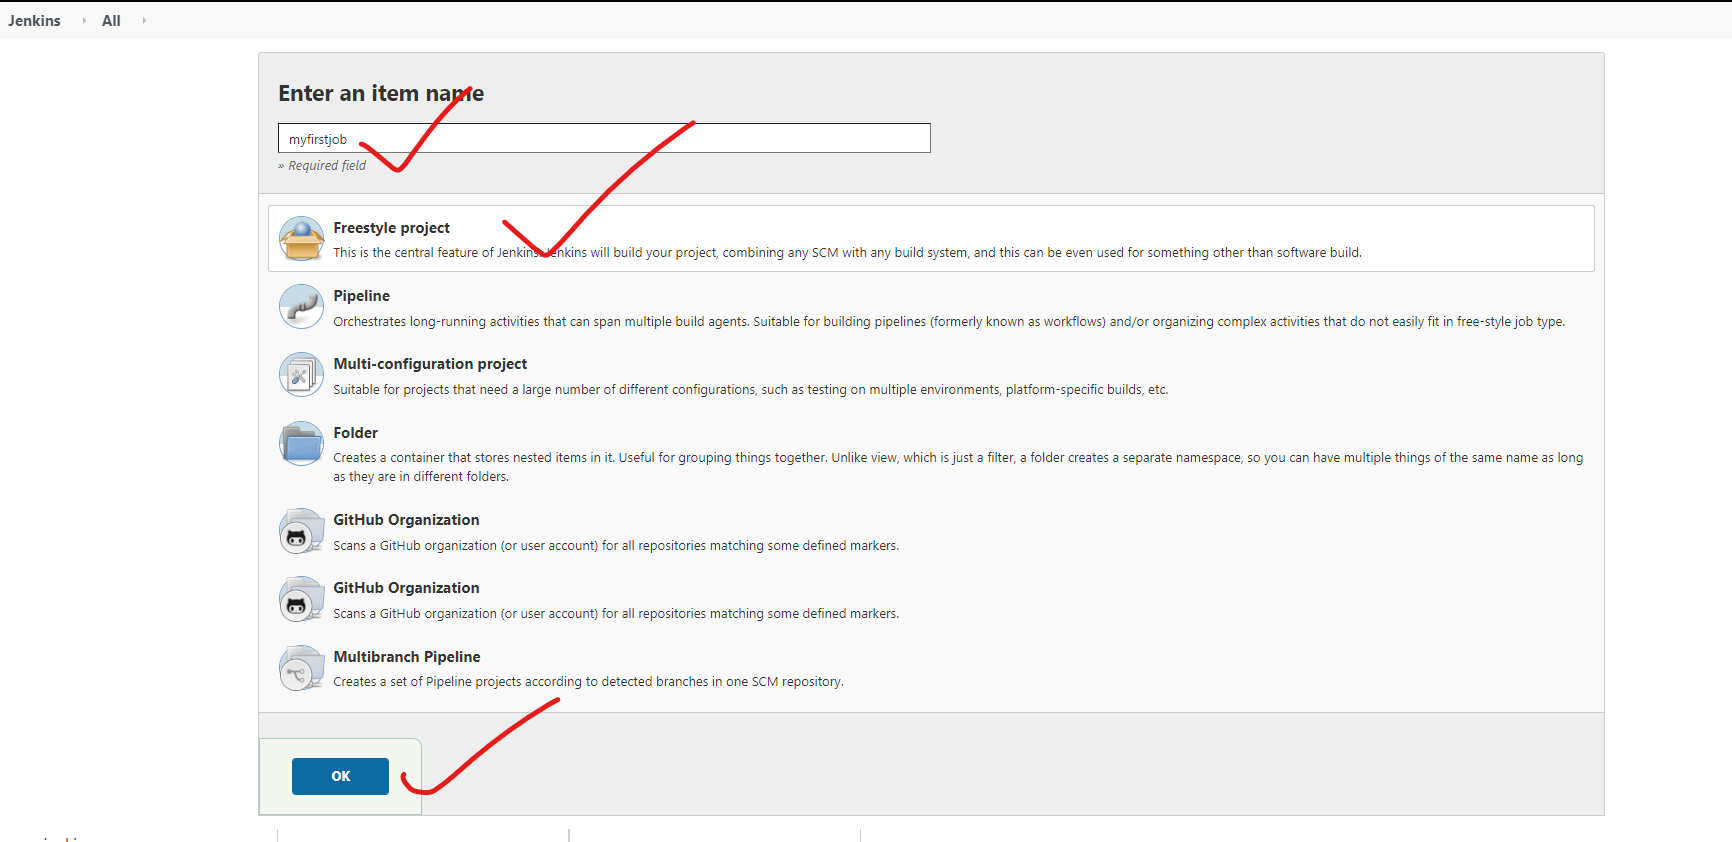 Jenkins All
Enter an item name
myfirstjob
» Required field
Freestyle project
This is the central feature of Jenkins. Jenkins will build your project, combining any SCM with any build system, and this can be even used for something other than software build.
Pipeline
Orchestrates long-running activities that can span multiple build agents. Suitable for building pipelines (formerly known as workflows) and/or organizing complex activities that do not easily fit in free-style job type.
Multi-configuration project
Suitable for projects that need a large number of different configurations, such as testing on multiple environments, platform-specific builds, etc.
Folder
Creates a container that stores nested items in it. Useful for grouping things together. Unlike view, which is just a filter, a folder creates a separate namespace, so you can have multiple things of the same name as long
as they are in different folders.
GitHub Organization
Scans a GitHub organization (or user account) for all repositories matching some defined markers.
GitHub Organization
Scans a GitHub organization (or user account) for all repositories matching some defined markers.
Multibranch Pipeline
Creates a set of Pipeline projects according to detected branches in one SCM repository.
OK